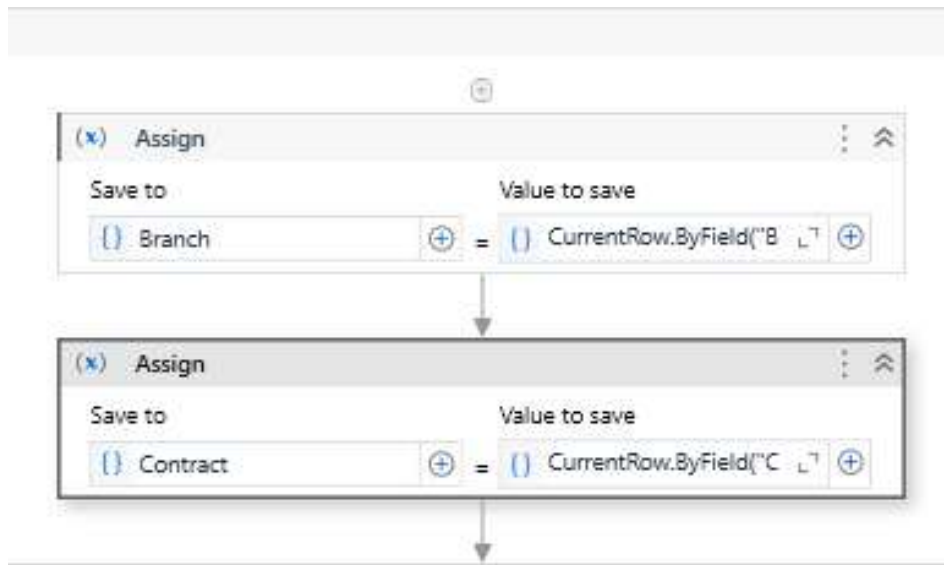 (x) Assign
Save to Value to save
{} Branch = {} CurrentRow.ByField("B
(x) Assign
Save to Value to save
{} Contract = {} CurrentRow.ByField("C